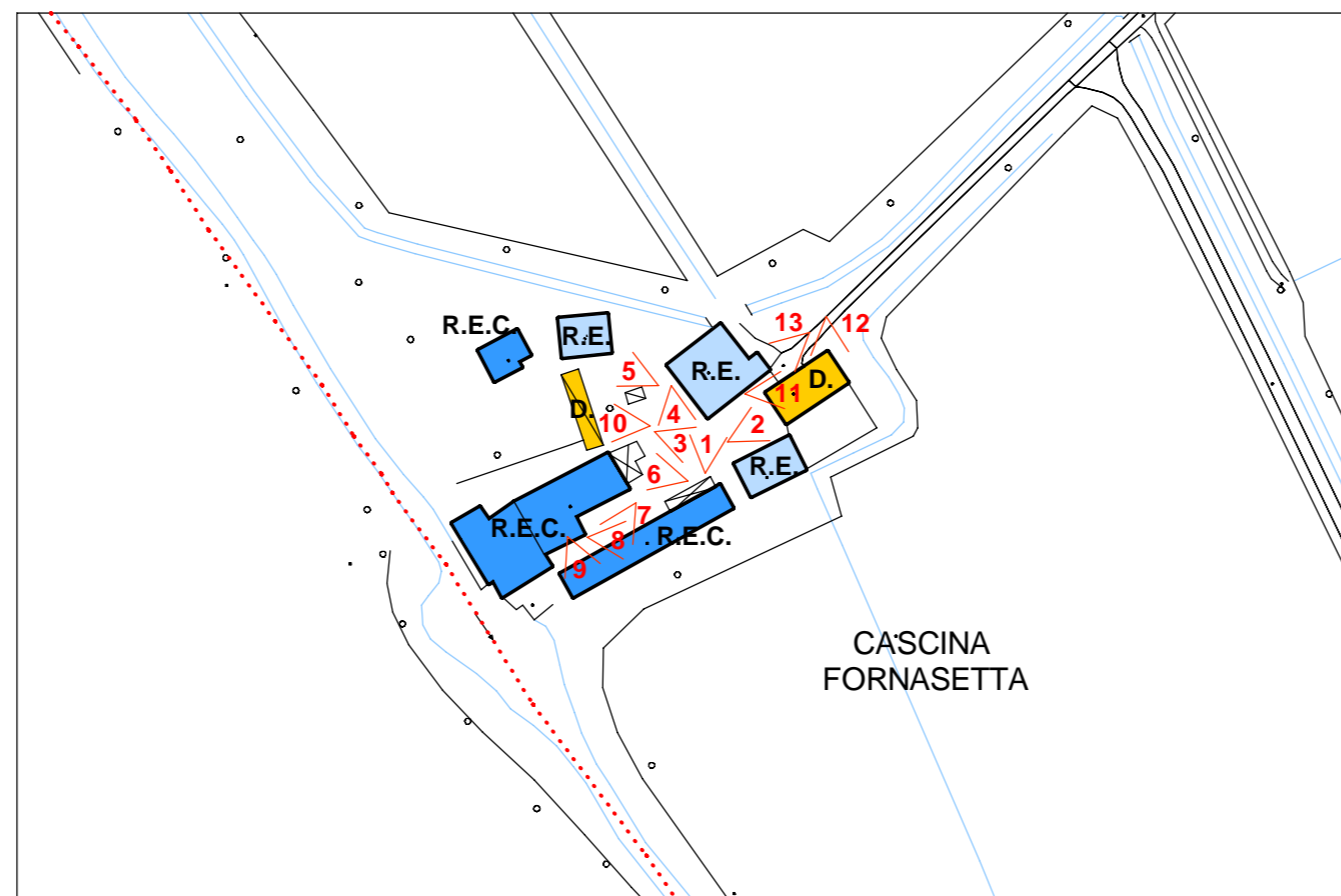 13
12
R.E.C.
R.E.
R.E.
5
D.
11
D.
4
10
2
3
1
R.E.
6
7
R.E.C.
8
R.E.C.
9
CASCINA
FORNASETTA